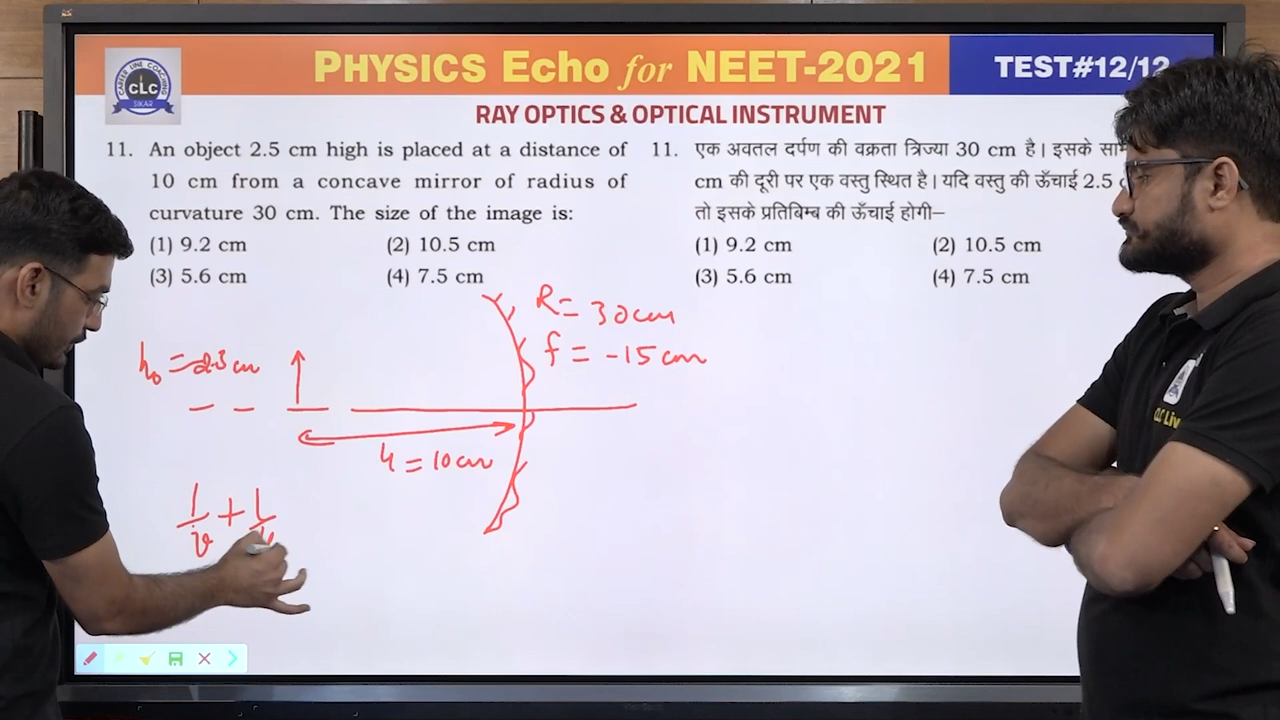 PHYSICS Echo for NEET-2021
TEST#12/12
CAREER LINE COACHING
CLC
SIKAR
RAY OPTICS & OPTICAL INSTRUMENT
11. An object 2.5 cm high is placed at a distance of
10 cm from a concave mirror of radius of
curvature 30 cm. The size of the image is:
(1) 9.2 cm (2) 10.5 cm
(3) 5.6 cm (4) 7.5 cm
11. एक अवतल दर्पण की वक्रता त्रिज्या 30 cm है। इसके
cm की दूरी पर एक वस्तु स्थित है। यदि वस्तु की ऊँचाई 2.5
तो इसके प्रतिबिम्ब की ऊँचाई होगी–
(1) 9.2 cm (2) 10.5 cm
(3) 5.6 cm (4) 7.5 cm
R = 30 cm
f = -15 cm
h₀ = cm
u = 10 cm
1/v + 1/